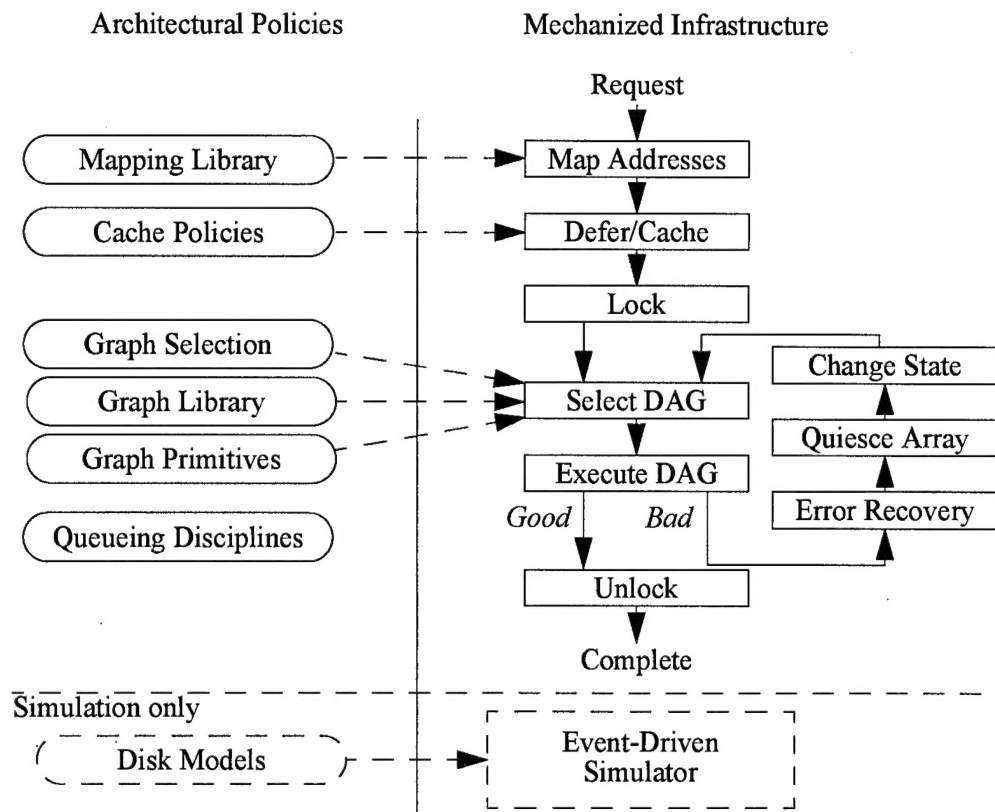 Architectural Policies
Mechanized Infrastructure
Request
Mapping Library
Map Addresses
Cache Policies
Defer/Cache
Lock
Graph Selection
Change State
Graph Library
Select DAG
Graph Primitives
Quiesce Array
Execute DAG
Good
Bad
Error Recovery
Queueing Disciplines
Unlock
Complete
Simulation only
Disk Models
Event-Driven
Simulator